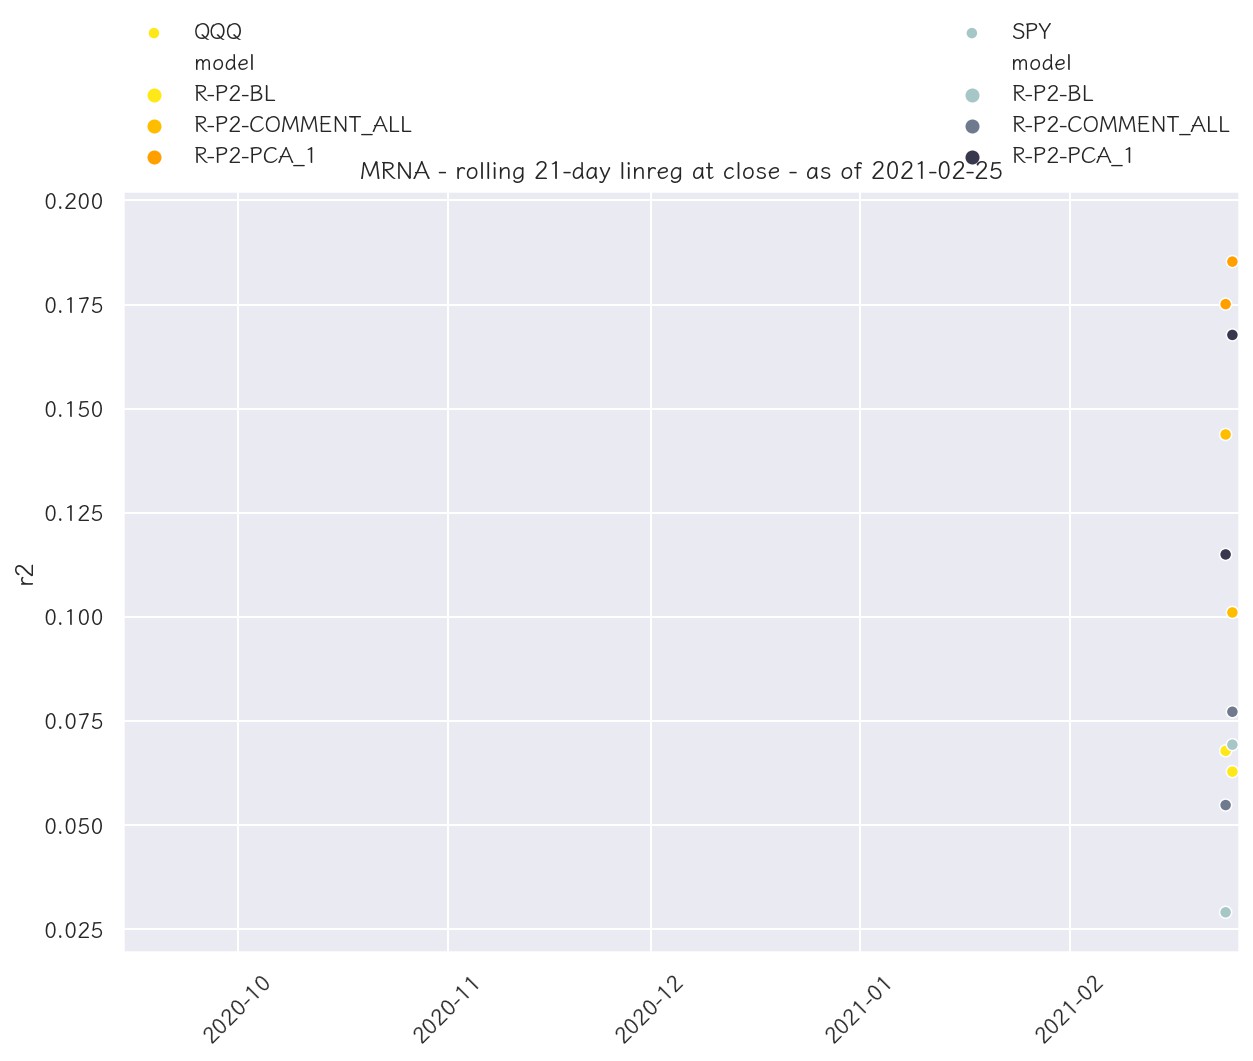 QQQ
model
R-P2-BL
R-P2-COMMENT_ALL
R-P2-PCA_1
SPY
model
R-P2-BL
R-P2-COMMENT_ALL
R-P2-PCA_1
MRNA - rolling 21-day linreg at close - as of 2021-02-25
0.200
0.175
0.150
0.125
0.100
0.075
0.050
0.025
r2
2020-10
2020-11
2020-12
2021-01
2021-02